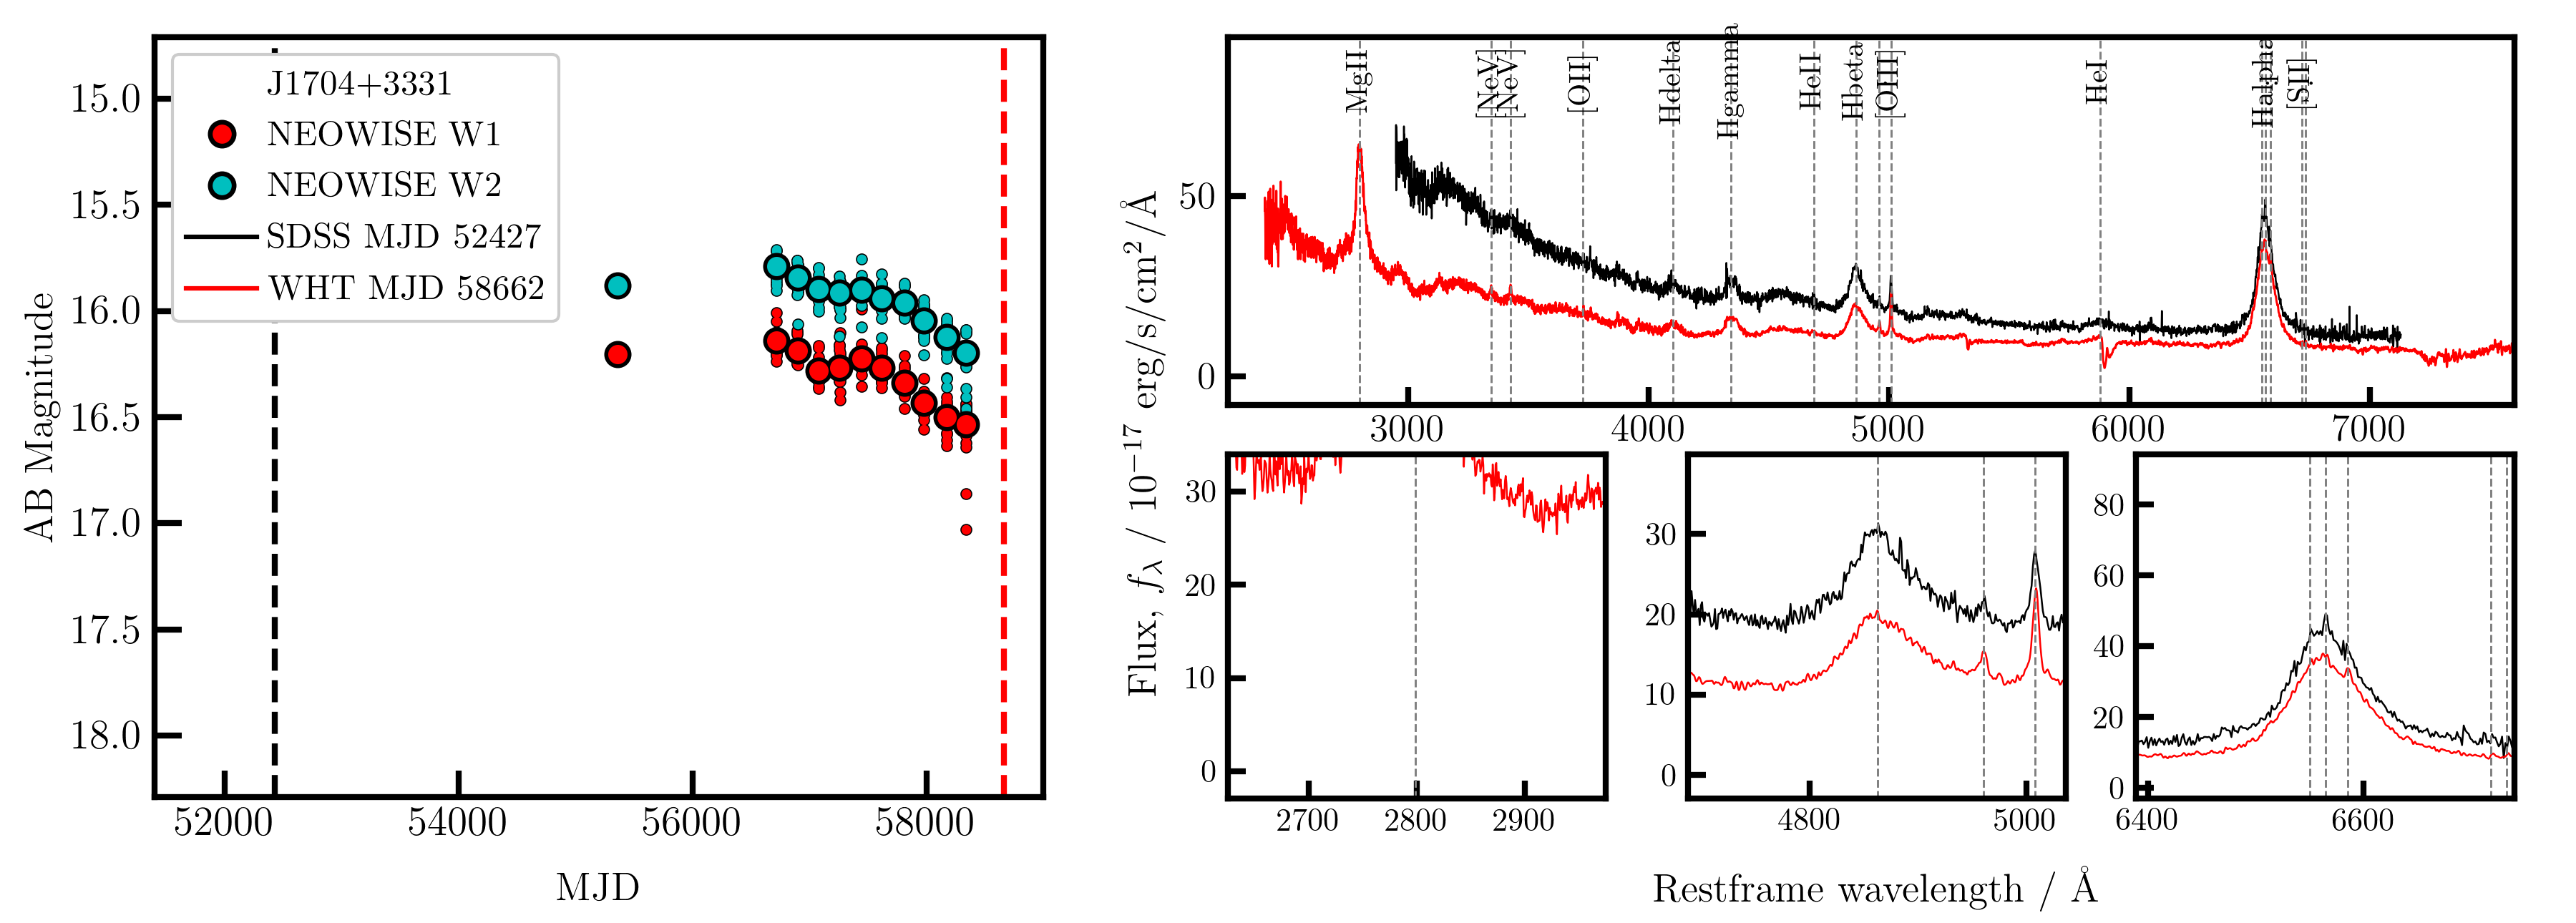 J1704+3331
NEOWISE W1
NEOWISE W2
SDSS MJD 52427
WHT MJD 58662
AB Magnitude
15.0
15.5
16.0
16.5
17.0
17.5
18.0
52000 54000 56000 58000
MJD
MgII [NeV] [NeV] [OII] Hdelta Hgamma HeII Hbeta [OIII] HeI Halpha [SII]
50
0
3000 4000 5000 6000 7000
Flux, fλ / 10⁻¹⁷ erg/s/cm²/Å
30
20
10
0
2700 2800 2900
30
20
10
0
4800 5000
80
60
40
20
0
6400 6600
Restframe wavelength / Å